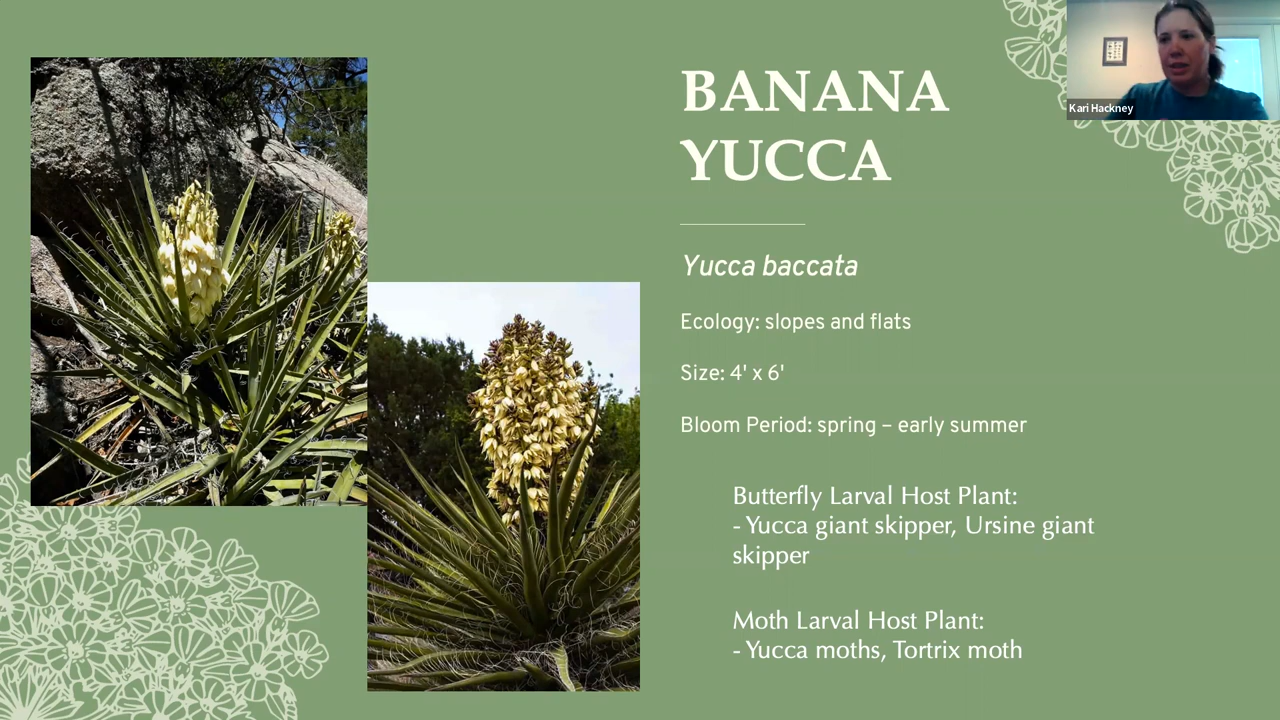 BANANA
YUCCA
Kari Hackney
Yucca baccata
Ecology: slopes and flats
Size: 4' x 6'
Bloom Period: spring – early summer
Butterfly Larval Host Plant:
- Yucca giant skipper, Ursine giant
skipper
Moth Larval Host Plant:
- Yucca moths, Tortrix moth